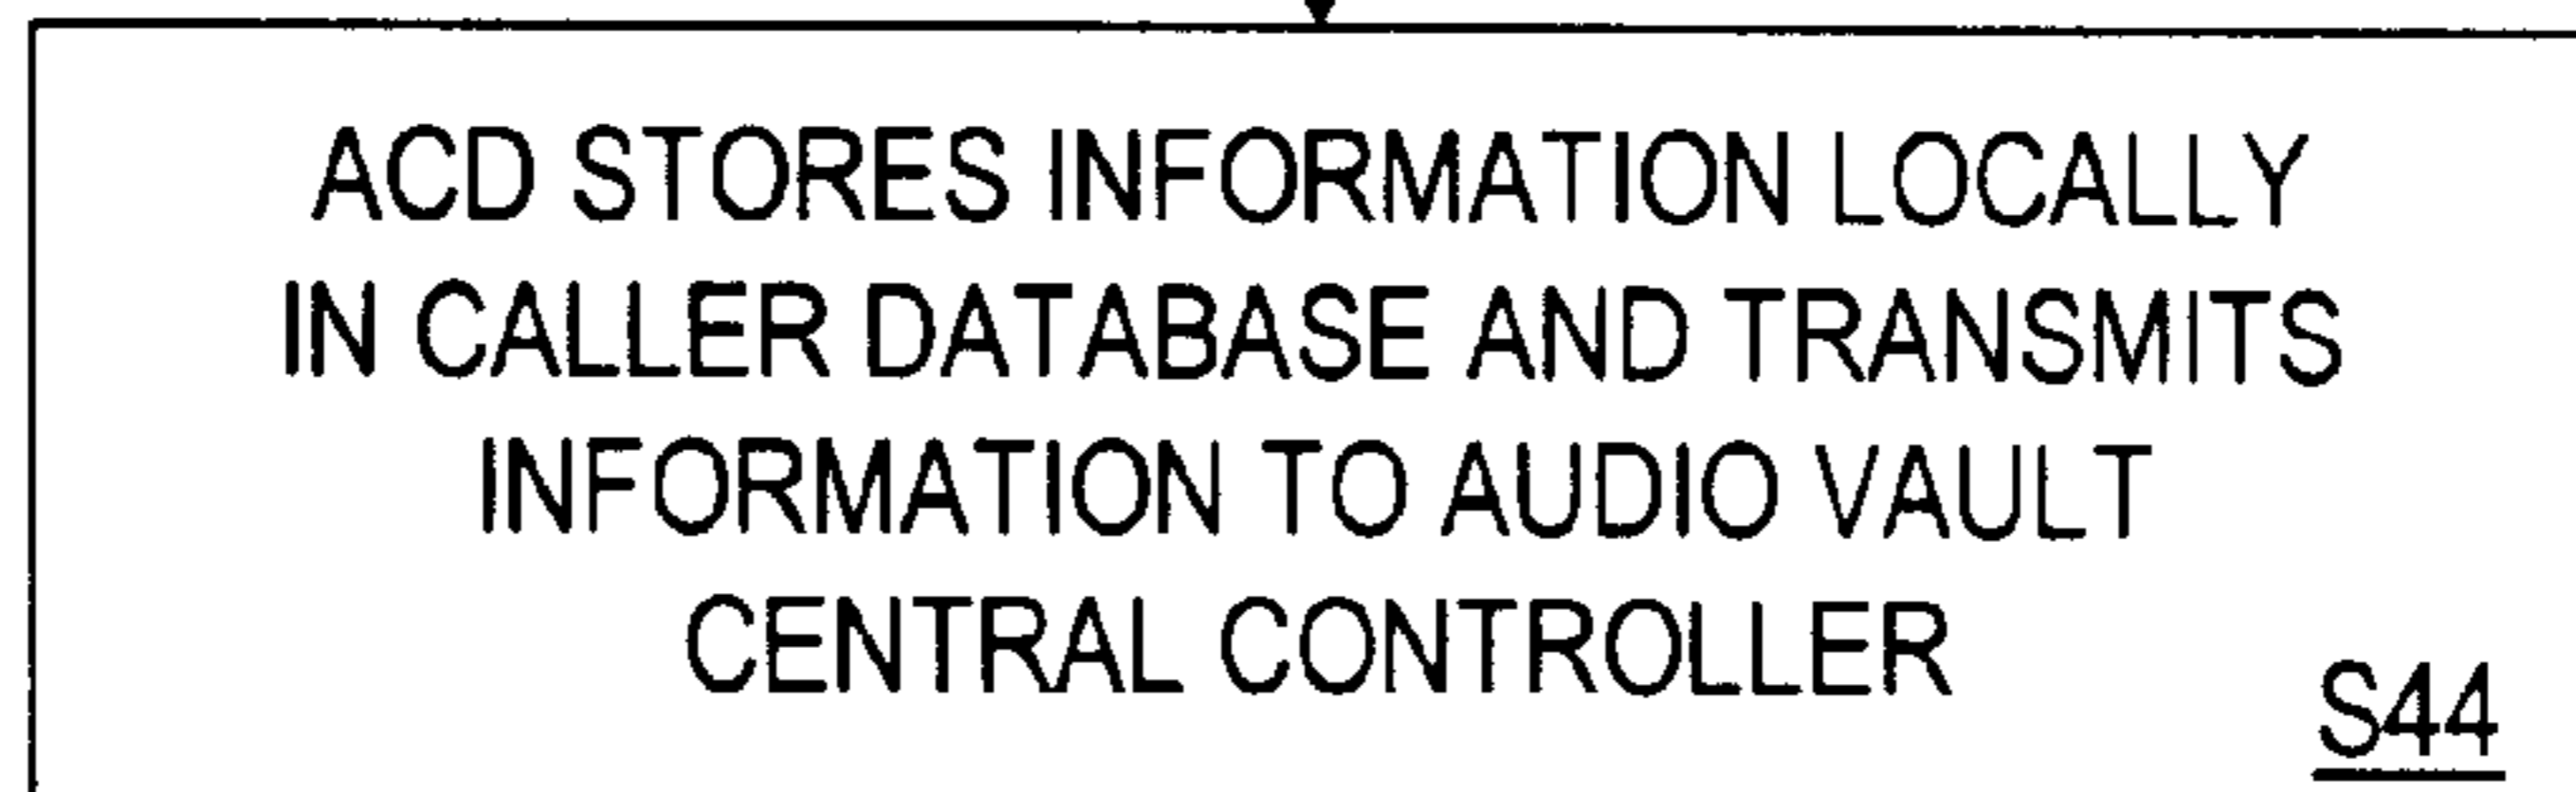 ACD STORES INFORMATION LOCALLY
IN CALLER DATABASE AND TRANSMITS
INFORMATION TO AUDIO VAULT
CENTRAL CONTROLLER
S44